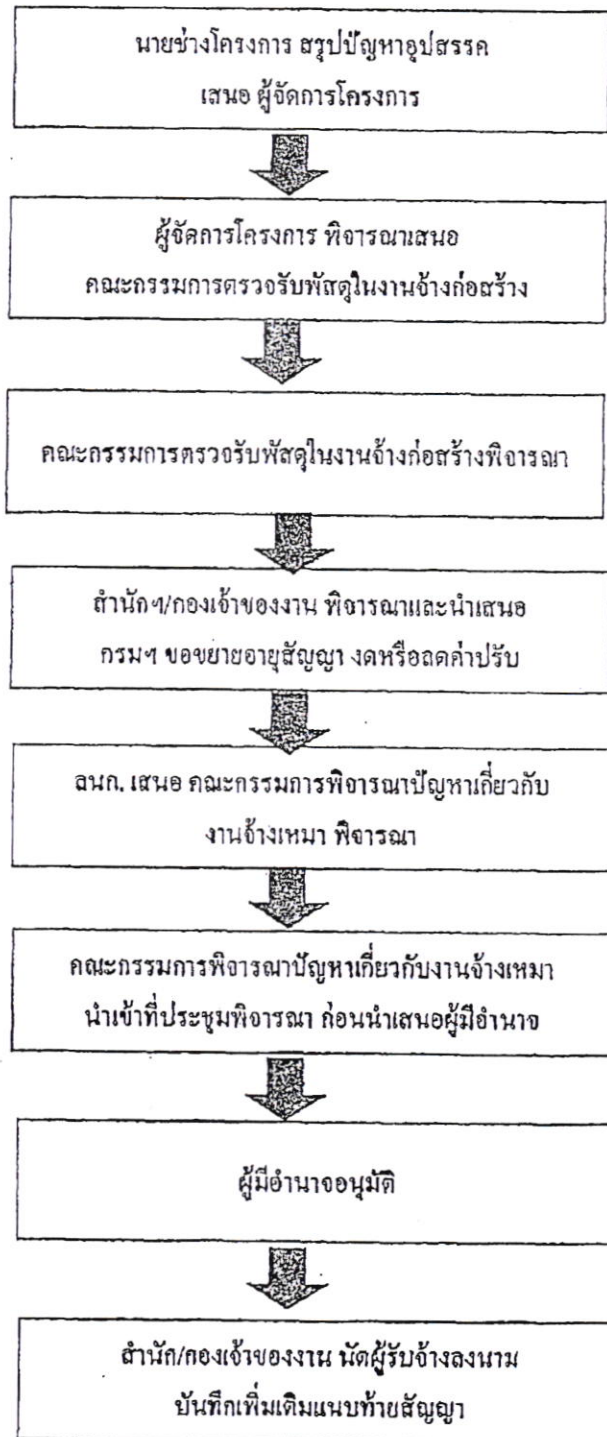 นายช่างโครงการ สรุปปัญหาอุปสรรค
เสนอ ผู้จัดการโครงการ
ผู้จัดการโครงการ พิจารณาเสนอ
คณะกรรมการตรวจรับพัสดุในงานจ้างก่อสร้าง
คณะกรรมการตรวจรับพัสดุในงานจ้างก่อสร้างพิจารณา
สำนักฯ/กองเจ้าของงาน พิจารณาและนำเสนอ
กรมฯ ขอขยายอายุสัญญา งดหรือลดค่าปรับ
ลนก. เสนอ คณะกรรมการพิจารณาปัญหาเกี่ยวกับ
งานจ้างเหมา พิจารณา
คณะกรรมการพิจารณาปัญหาเกี่ยวกับงานจ้างเหมา
นำเข้าที่ประชุมพิจารณา ก่อนนำเสนอผู้มีอำนาจ
ผู้มีอำนาจอนุมัติ
สำนัก/กองเจ้าของงาน นัดผู้รับจ้างลงนาม
บันทึกเพิ่มเติมแนบท้ายสัญญา